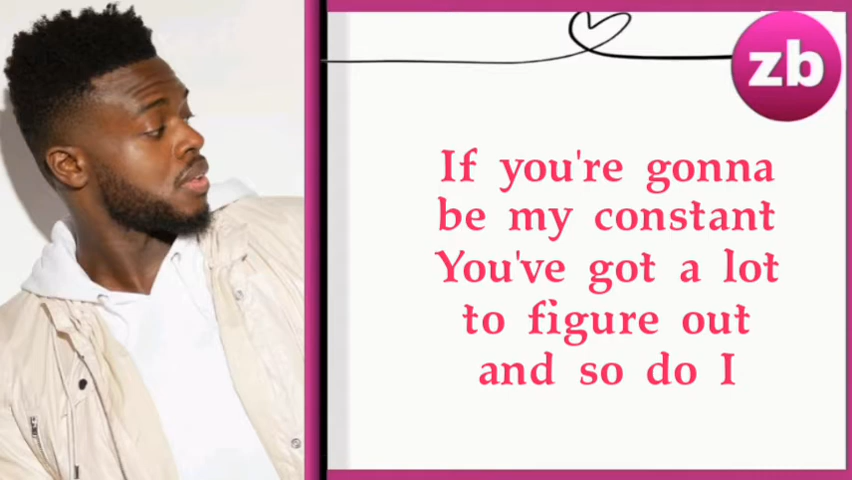 zb
If you're gonna
be my constant
You've got a lot
to figure out
and so do I